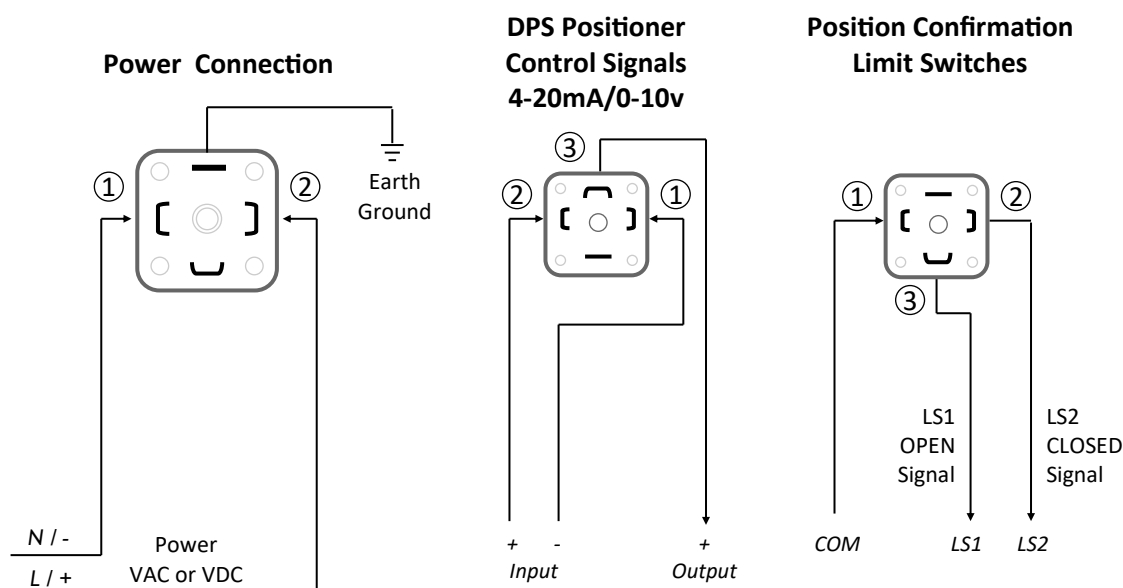 Power Connection
①
②
Earth
Ground
N / -
L / +
Power
VAC or VDC
DPS Positioner
Control Signals
4-20mA/0-10v
③
②
①
+ -
Input
+
Output
Position Confirmation
Limit Switches
①
②
③
LS1
OPEN
Signal
LS2
CLOSED
Signal
COM
LS1
LS2